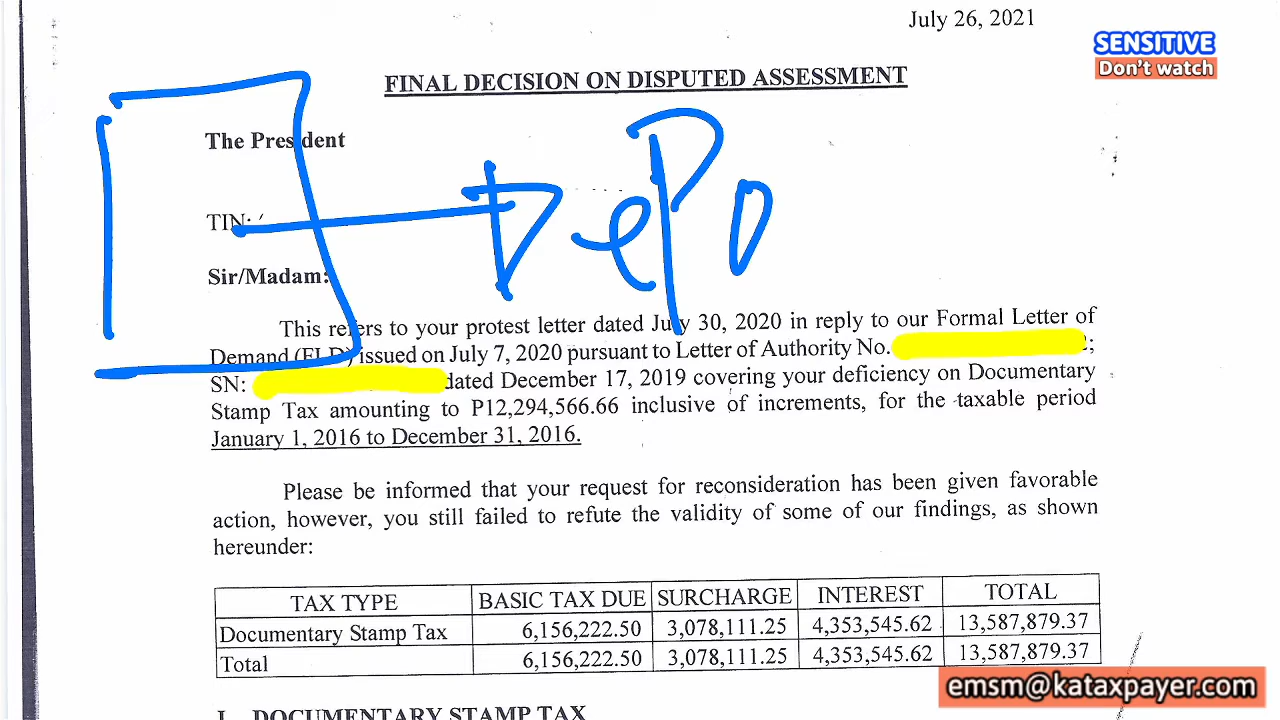 July 26, 2021
SENSITIVE
Don't watch
FINAL DECISION ON DISPUTED ASSESSMENT
The President
DePo
TIN:
Sir/Madam:
This refers to your protest letter dated July 30, 2020 in reply to our Formal Letter of
Demand (FLD) issued on July 7, 2020 pursuant to Letter of Authority No. ;
SN: dated December 17, 2019 covering your deficiency on Documentary
Stamp Tax amounting to P12,294,566.66 inclusive of increments, for the taxable period
January 1, 2016 to December 31, 2016.
Please be informed that your request for reconsideration has been given favorable
action, however, you still failed to refute the validity of some of our findings, as shown
hereunder:
TAX TYPE BASIC TAX DUE SURCHARGE INTEREST TOTAL
Documentary Stamp Tax 6,156,222.50 3,078,111.25 4,353,545.62 13,587,879.37
Total 6,156,222.50 3,078,111.25 4,353,545.62 13,587,879.37
emsm@kataxpayer.com
I. DOCUMENTARY STAMP TAX